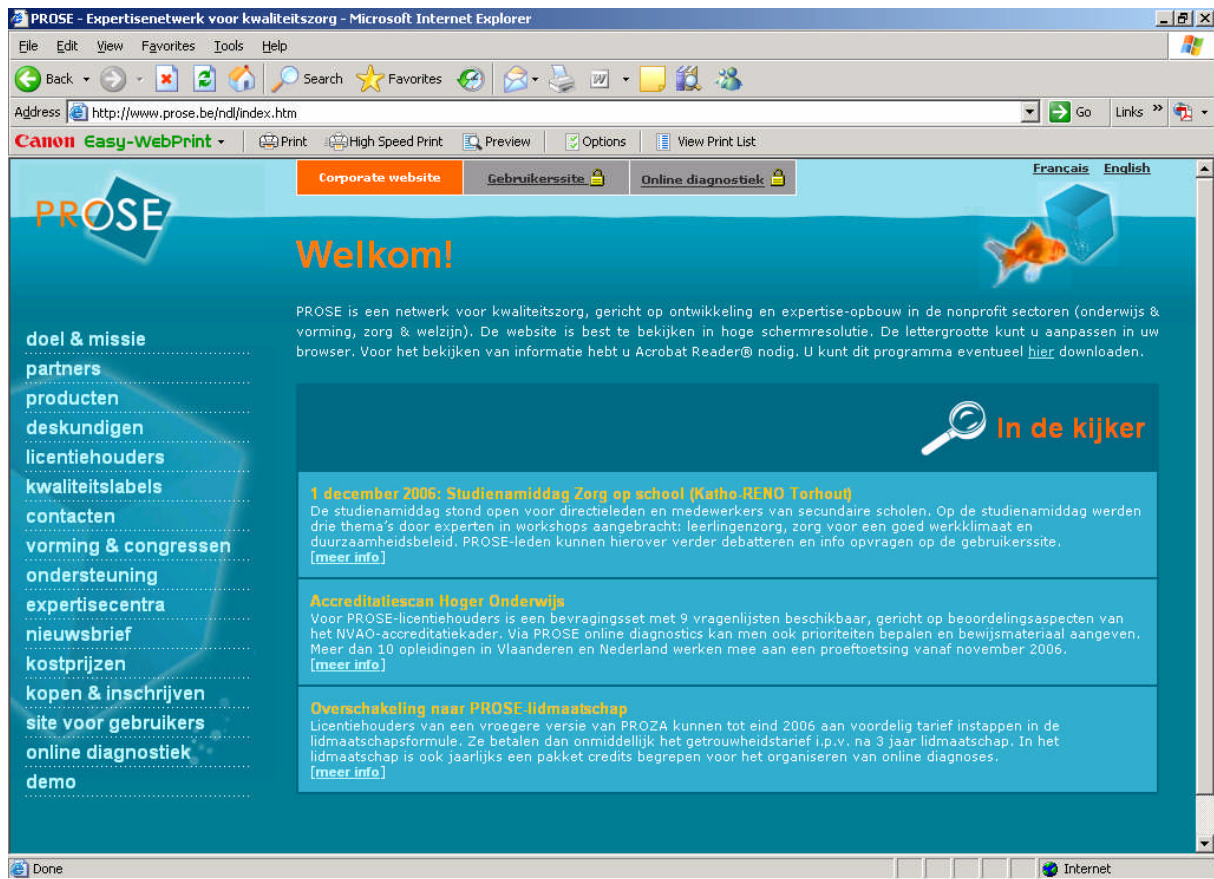 PROSE - Expertisenetwerk voor kwaliteitszorg - Microsoft Internet Explorer
File Edit View Favorites Tools Help
Back Search Favorites
Address http://www.prose.be/ndl/index.htm Go Links »
Canon Easy-WebPrint Print High Speed Print Preview Options View Print List
Corporate website Gebruikerssite Online diagnostiek Français English
PROSE
Welkom!
PROSE is een netwerk voor kwaliteitszorg, gericht op ontwikkeling en expertise-opbouw in de nonprofit sectoren (onderwijs &
vorming, zorg & welzijn). De website is best te bekijken in hoge schermresolutie. De lettergrootte kunt u aanpassen in uw
browser. Voor het bekijken van informatie hebt u Acrobat Reader® nodig. U kunt dit programma eventueel hier downloaden.
doel & missie
partners
producten
deskundigen
licentiehouders
kwaliteitslabels
contacten
vorming & congressen
ondersteuning
expertisecentra
nieuwsbrief
kostprijzen
kopen & inschrijven
site voor gebruikers
online diagnostiek
demo
In de kijker
1 december 2006: Studienamiddag Zorg op school (Katho-RENO Torhout)
De studienamiddag stond open voor directieleden en medewerkers van secundaire scholen. Op de studienamiddag werden
drie thema's door experten in workshops aangebracht: leerlingenzorg, zorg voor een goed werkklimaat en
duurzaamheidsbeleid. PROSE-leden kunnen hierover verder debatteren en info opvragen op de gebruikerssite.
[meer info]
Accreditatiescan Hoger Onderwijs
Voor PROSE-licentiehouders is een bevragingsset met 9 vragenlijsten beschikbaar, gericht op beoordelingsaspecten van
het NVAO-accreditatiekader. Via PROSE online diagnostics kan men ook prioriteiten bepalen en bewijsmateriaal aangeven.
Meer dan 10 opleidingen in Vlaanderen en Nederland werken mee aan een proeftoetsing vanaf november 2006.
[meer info]
Overschakeling naar PROSE-lidmaatschap
Licentiehouders van een vroegere versie van PROZA kunnen tot eind 2006 aan voordelig tarief instappen in de
lidmaatschapsformule. Ze betalen dan onmiddellijk het getrouwheidstarief i.p.v. na 3 jaar lidmaatschap. In het
lidmaatschap is ook jaarlijks een pakket credits begrepen voor het organiseren van online diagnoses.
[meer info]
Done Internet